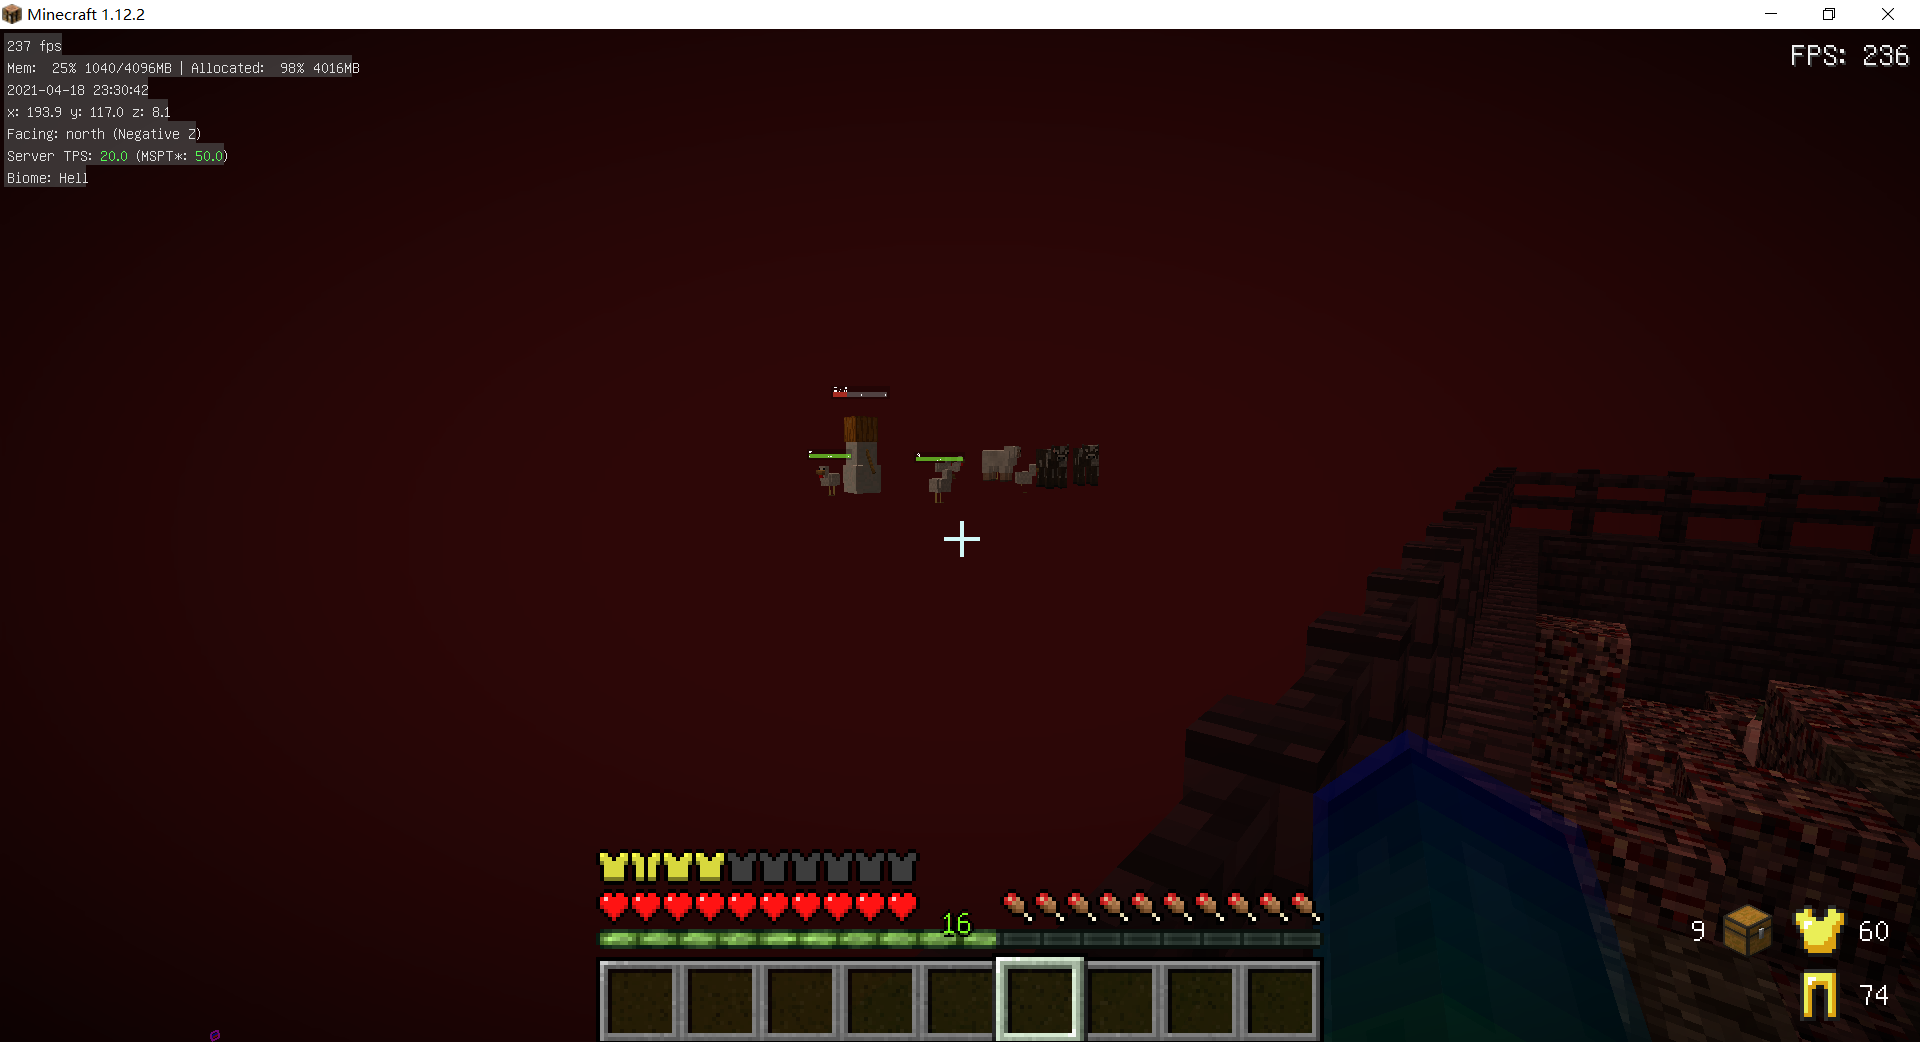 Minecraft 1.12.2
237 fps
FPS: 236
Mem: 25% 1040/4096MB | Allocated: 98% 4016MB
2021-04-18 23:30:42
x: 193.9 y: 117.0 z: 8.1
Facing: north (Negative Z)
Server TPS: 20.0 (MSPT*: 50.0)
Biome: Hell
16
9
60
74